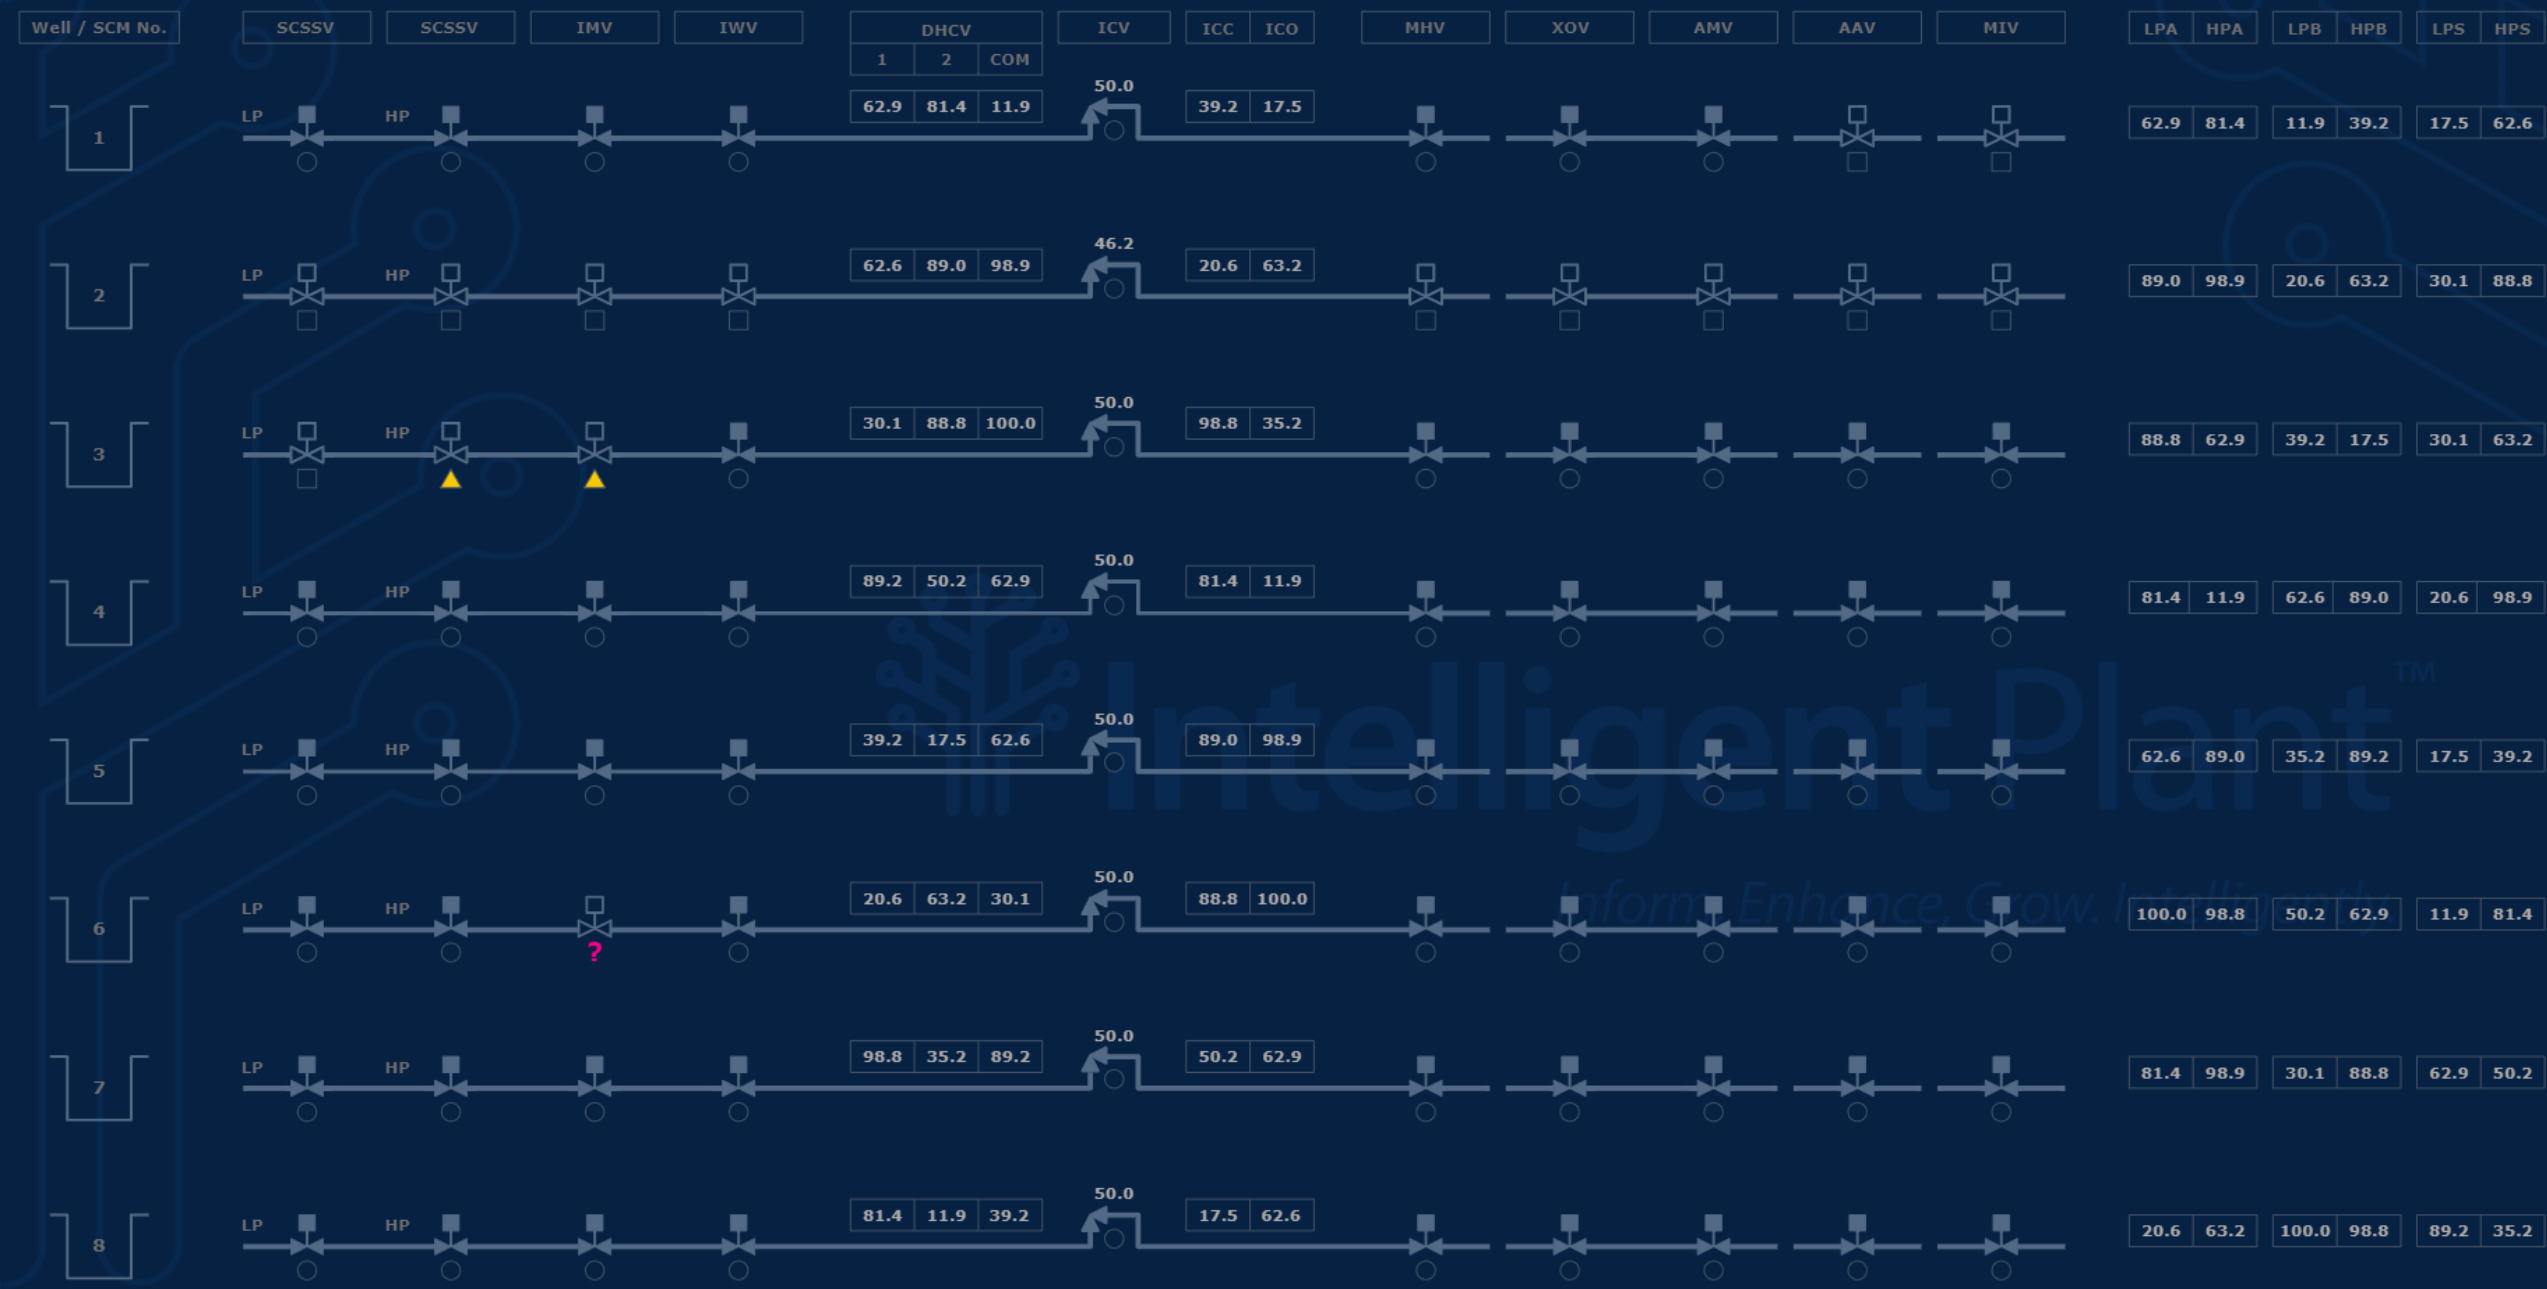 Well / SCM No. SCSSV SCSSV IMV IWV DHCV ICV ICC ICO MHV XOV AMV AAV MIV LPA HPA LPB HPB LPS HPS
1 2 COM
50.0
LP HP 62.9 81.4 11.9 39.2 17.5
1 62.9 81.4 11.9 39.2 17.5 62.6
46.2
LP HP 62.6 89.0 98.9 20.6 63.2
2 89.0 98.9 20.6 63.2 30.1 88.8
50.0
LP HP 30.1 88.8 100.0 98.8 35.2
3 88.8 62.9 39.2 17.5 30.1 63.2
50.0
LP HP 89.2 50.2 62.9 81.4 11.9
4 81.4 11.9 62.6 89.0 20.6 98.9
Intelligent Plant™
50.0
LP HP 39.2 17.5 62.6 89.0 98.9
5 62.6 89.0 35.2 89.2 17.5 39.2
50.0
LP HP 20.6 63.2 30.1 88.8 100.0
Inform. Enhance, Grow. Intelligently
6 100.0 98.8 50.2 62.9 11.9 81.4
?
50.0
LP HP 98.8 35.2 89.2 50.2 62.9
7 81.4 98.9 30.1 88.8 62.9 50.2
50.0
LP HP 81.4 11.9 39.2 17.5 62.6
8 20.6 63.2 100.0 98.8 89.2 35.2